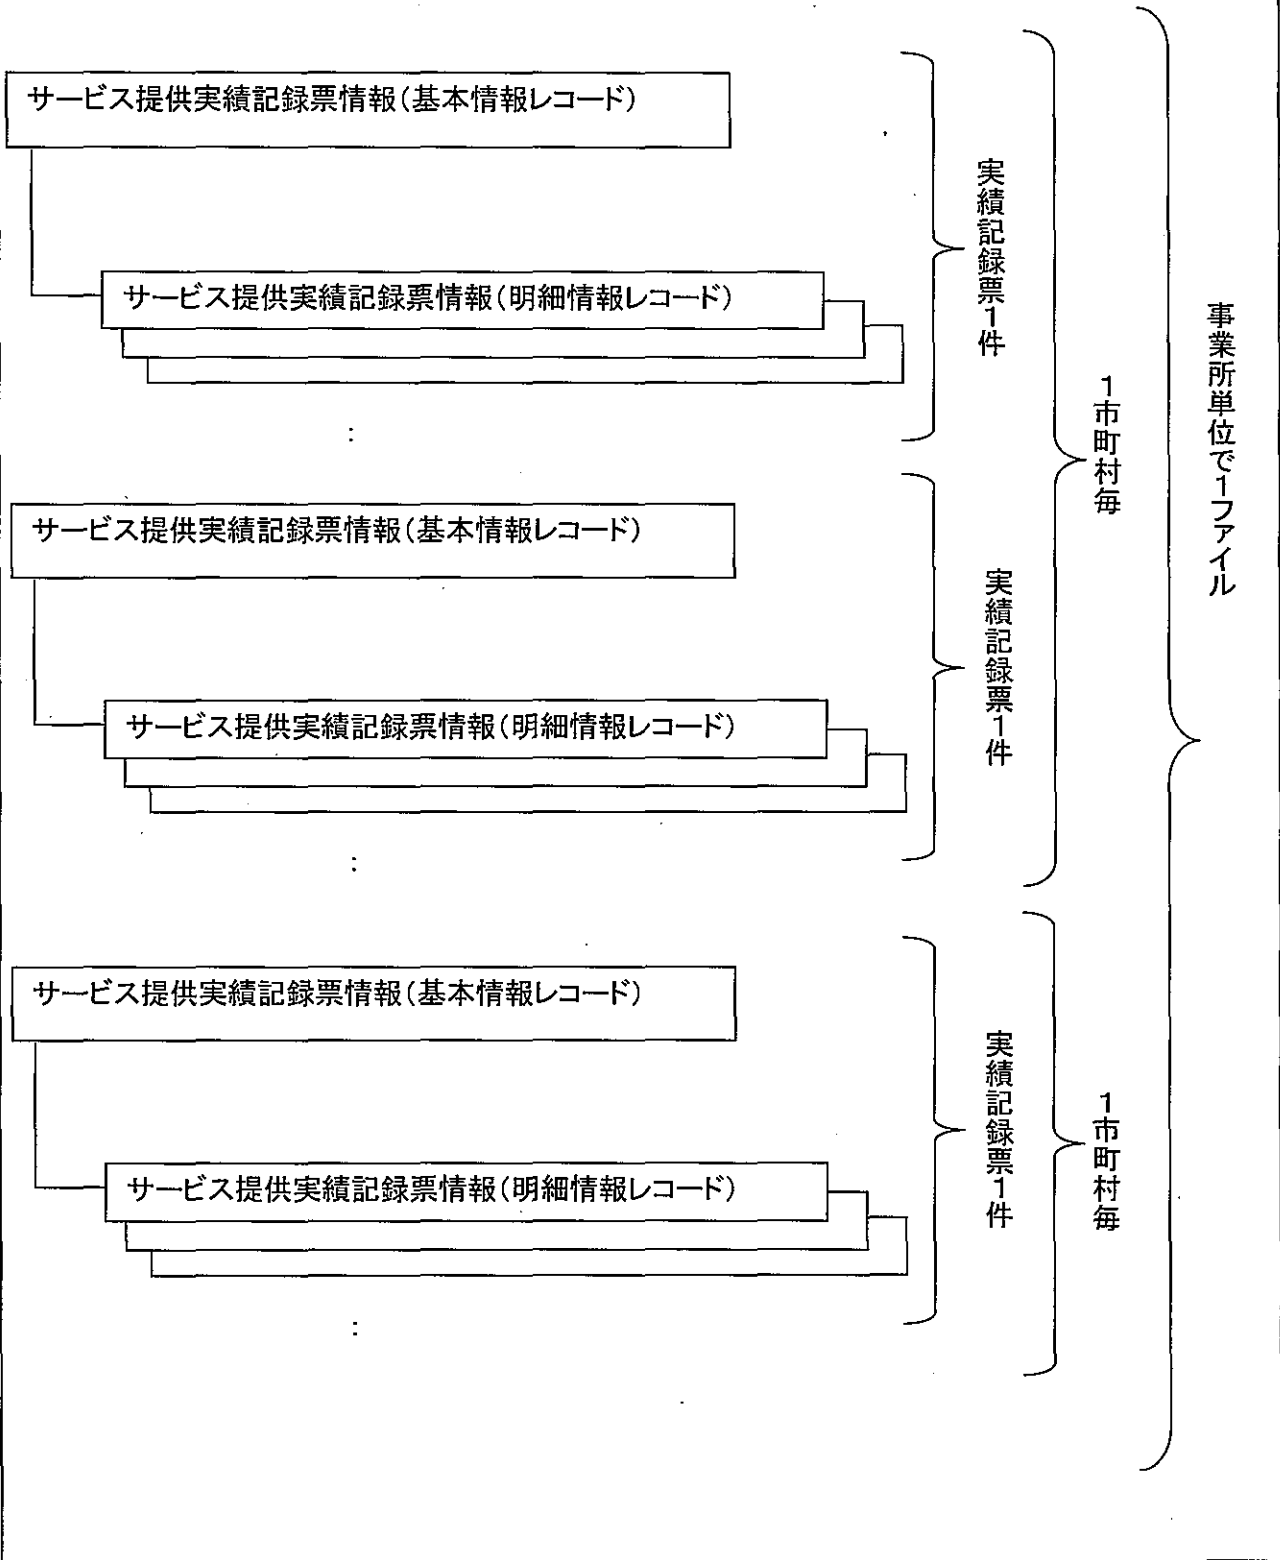 サービス提供実績記録票情報(基本情報レコード)
サービス提供実績記録票情報(明細情報レコード)
:
実績記録票1件
サービス提供実績記録票情報(基本情報レコード)
サービス提供実績記録票情報(明細情報レコード)
:
実績記録票1件
1市町村毎
サービス提供実績記録票情報(基本情報レコード)
サービス提供実績記録票情報(明細情報レコード)
:
実績記録票1件
1市町村毎
事業所単位で1ファイル